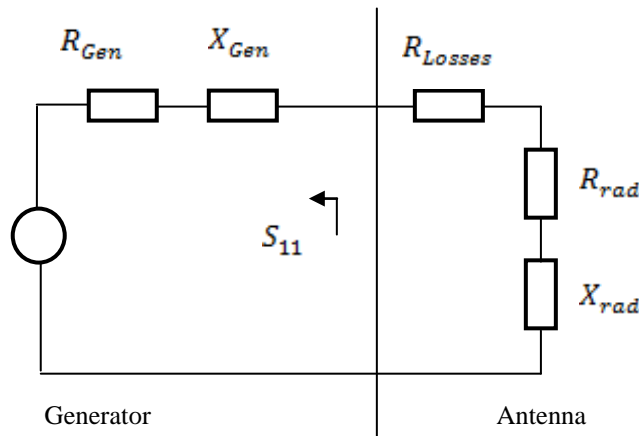 R_Gen
X_Gen
R_Losses
R_rad
S_11
X_rad
Generator
Antenna